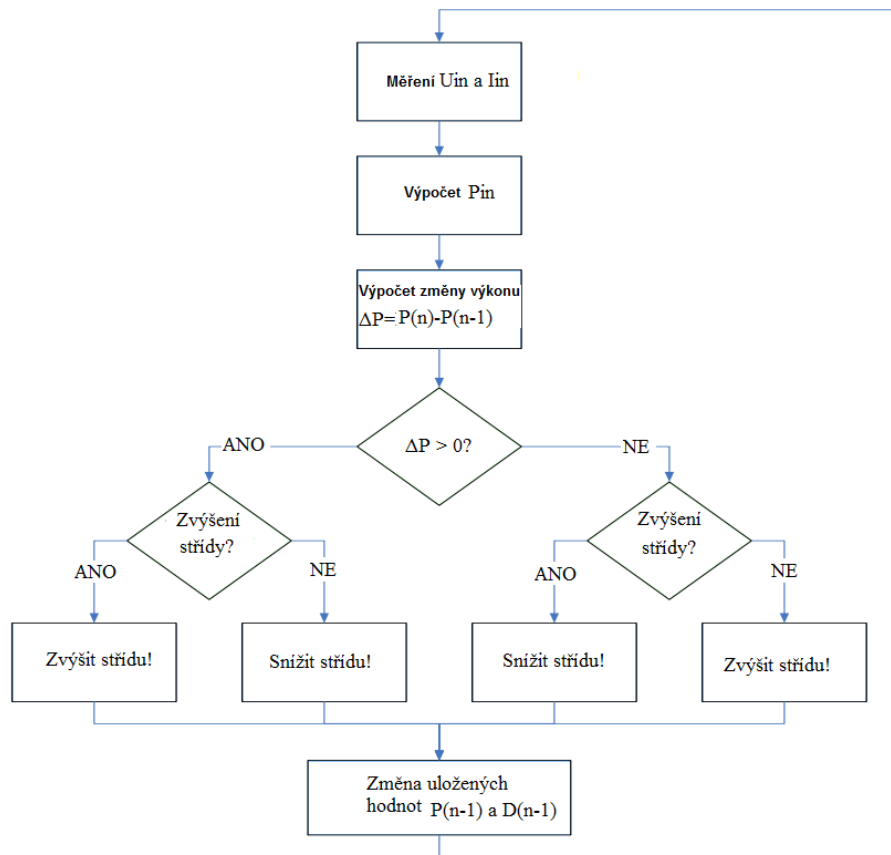 Měření Uin a Iin
Výpočet Pin
Výpočet změny výkonu
ΔP= P(n)-P(n-1)
ΔP > 0?
ANO
NE
Zvýšení
střídy?
Zvýšení
střídy?
ANO
NE
ANO
NE
Zvýšit střídu!
Snížit střídu!
Snížit střídu!
Zvýšit střídu!
Změna uložených
hodnot P(n-1) a D(n-1)